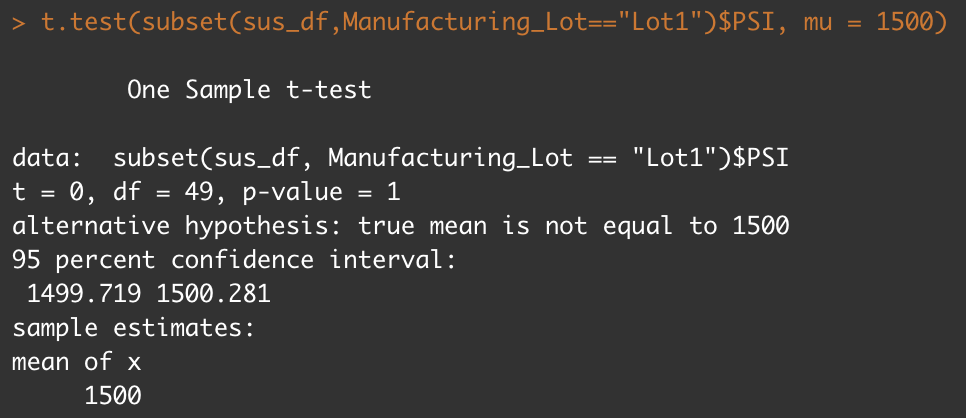 > t.test(subset(sus_df,Manufacturing_Lot=="Lot1")$PSI, mu = 1500)
One Sample t-test
data:  subset(sus_df, Manufacturing_Lot == "Lot1")$PSI
t = 0, df = 49, p-value = 1
alternative hypothesis: true mean is not equal to 1500
95 percent confidence interval:
1499.719 1500.281
sample estimates:
mean of x
1500